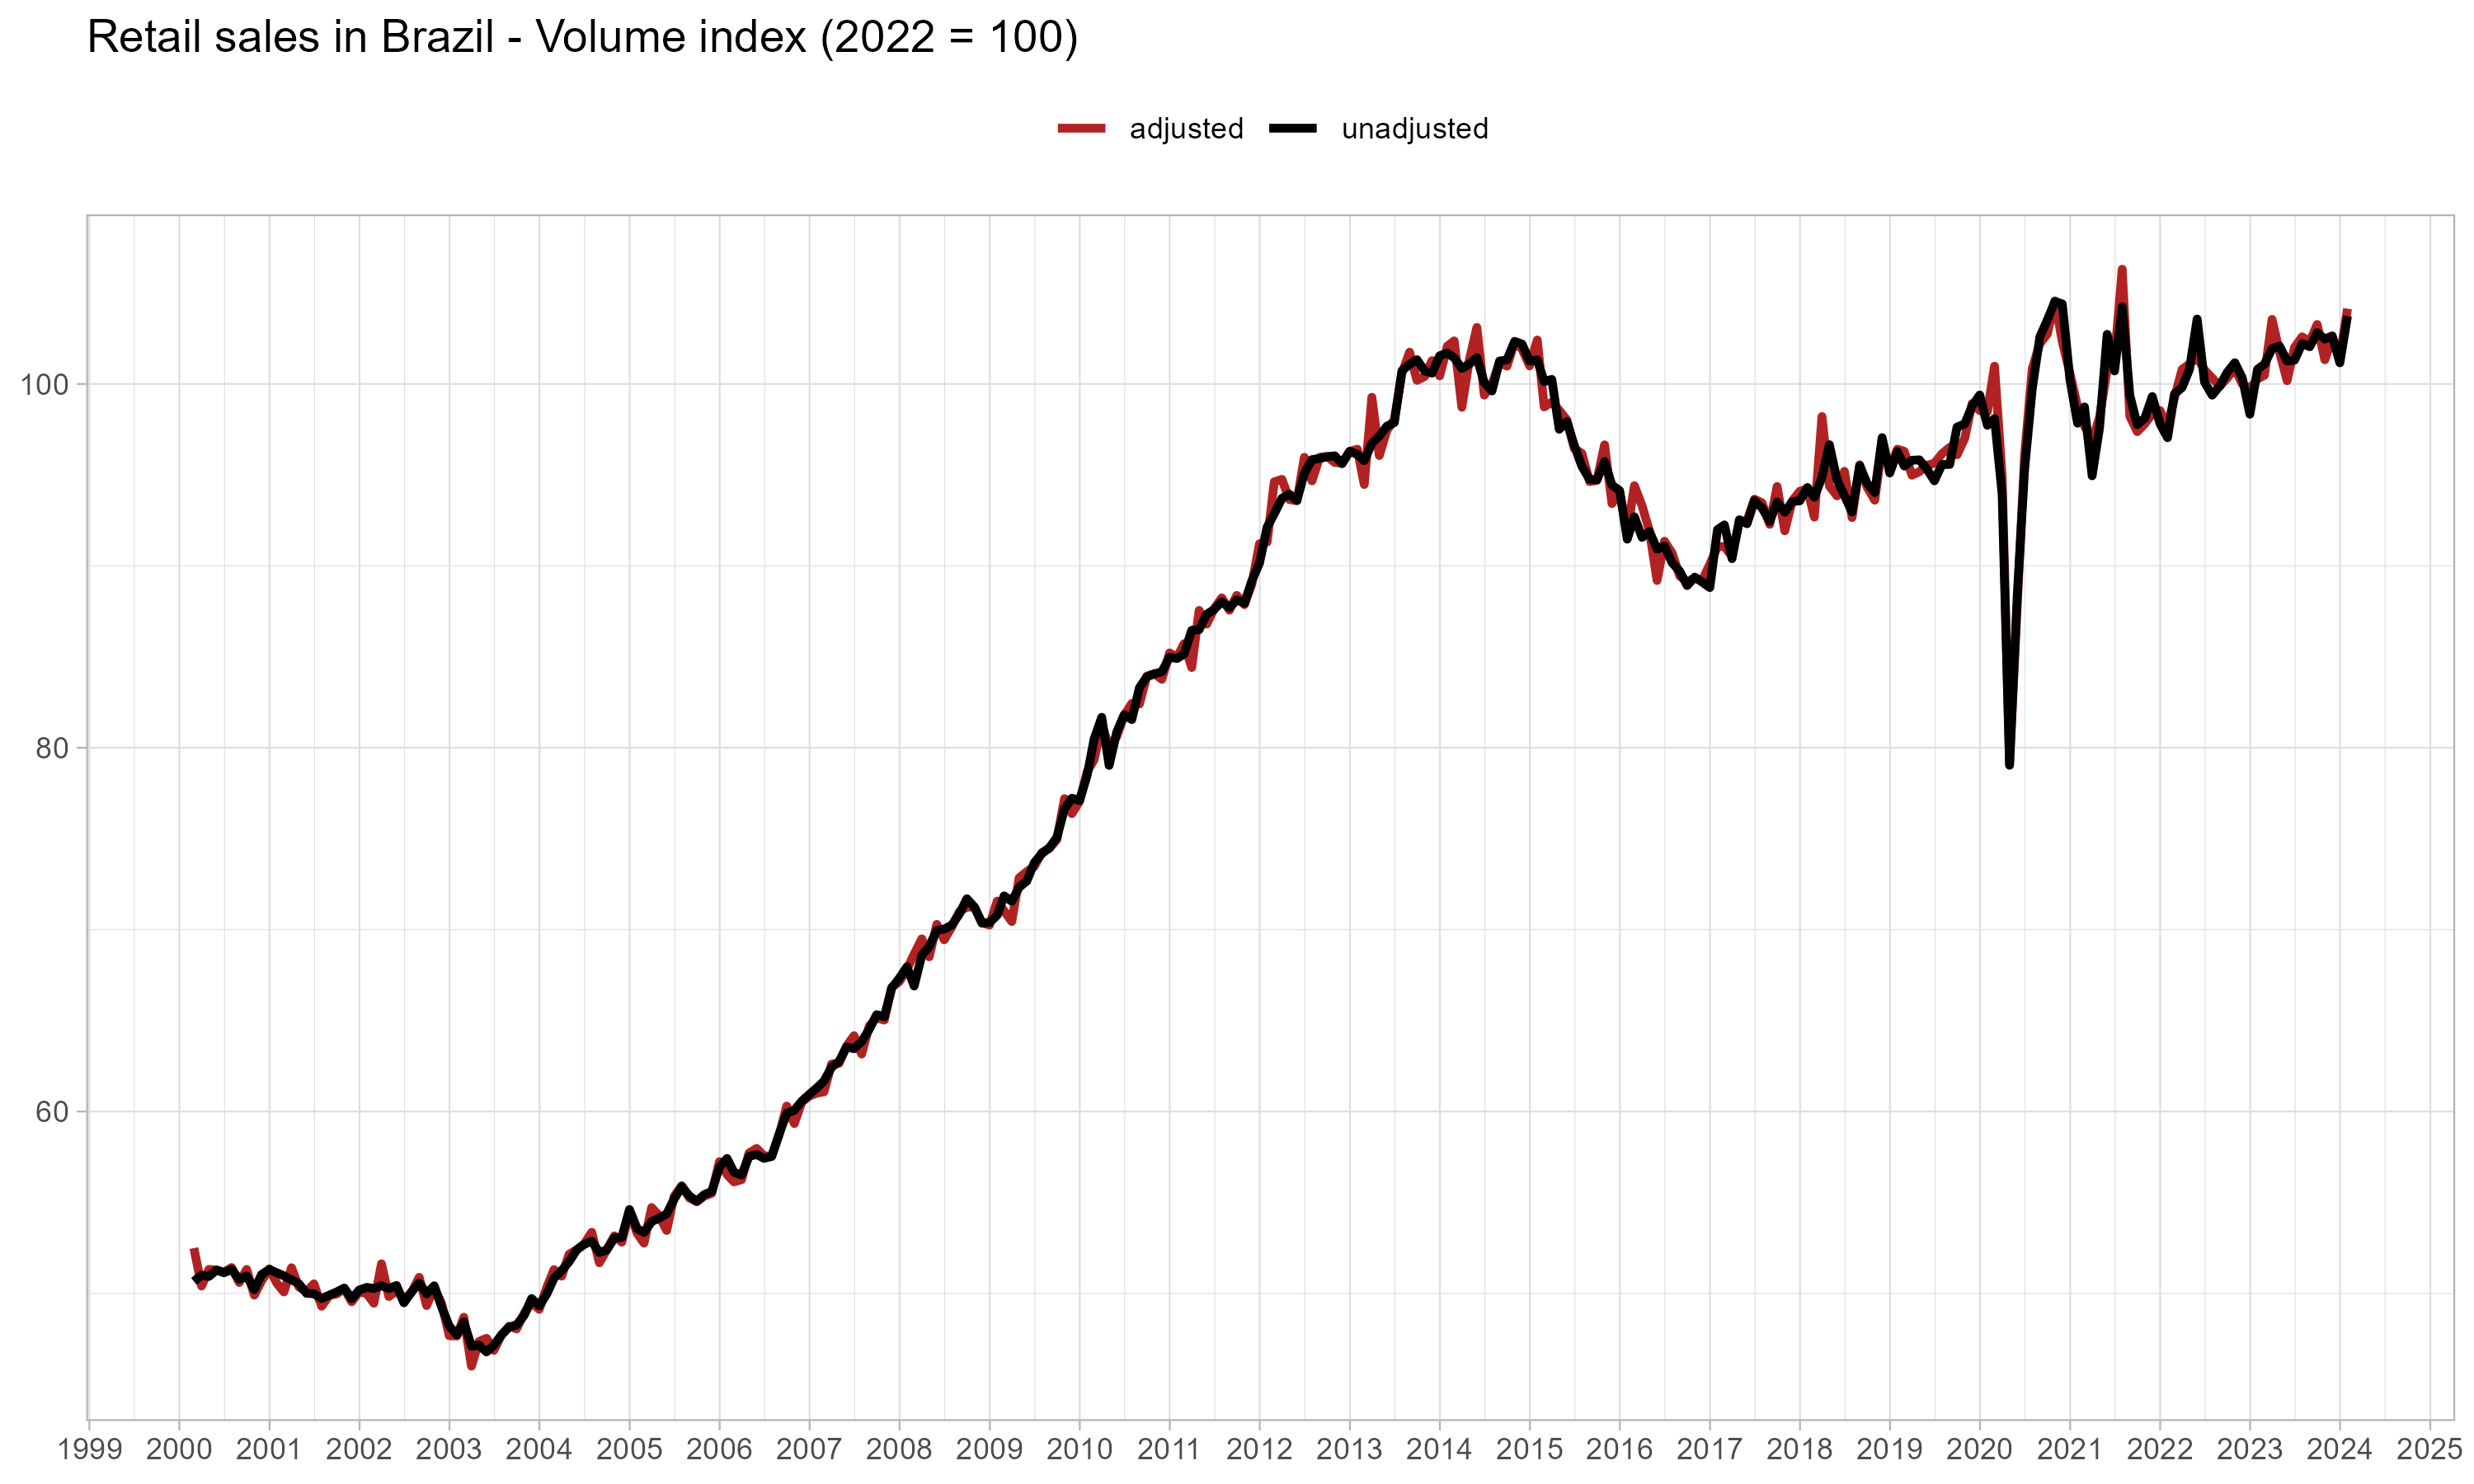 Retail sales in Brazil - Volume index (2022 = 100)
adjusted unadjusted
100
80
60
1999 2000 2001 2002 2003 2004 2005 2006 2007 2008 2009 2010 2011 2012 2013 2014 2015 2016 2017 2018 2019 2020 2021 2022 2023 2024 2025